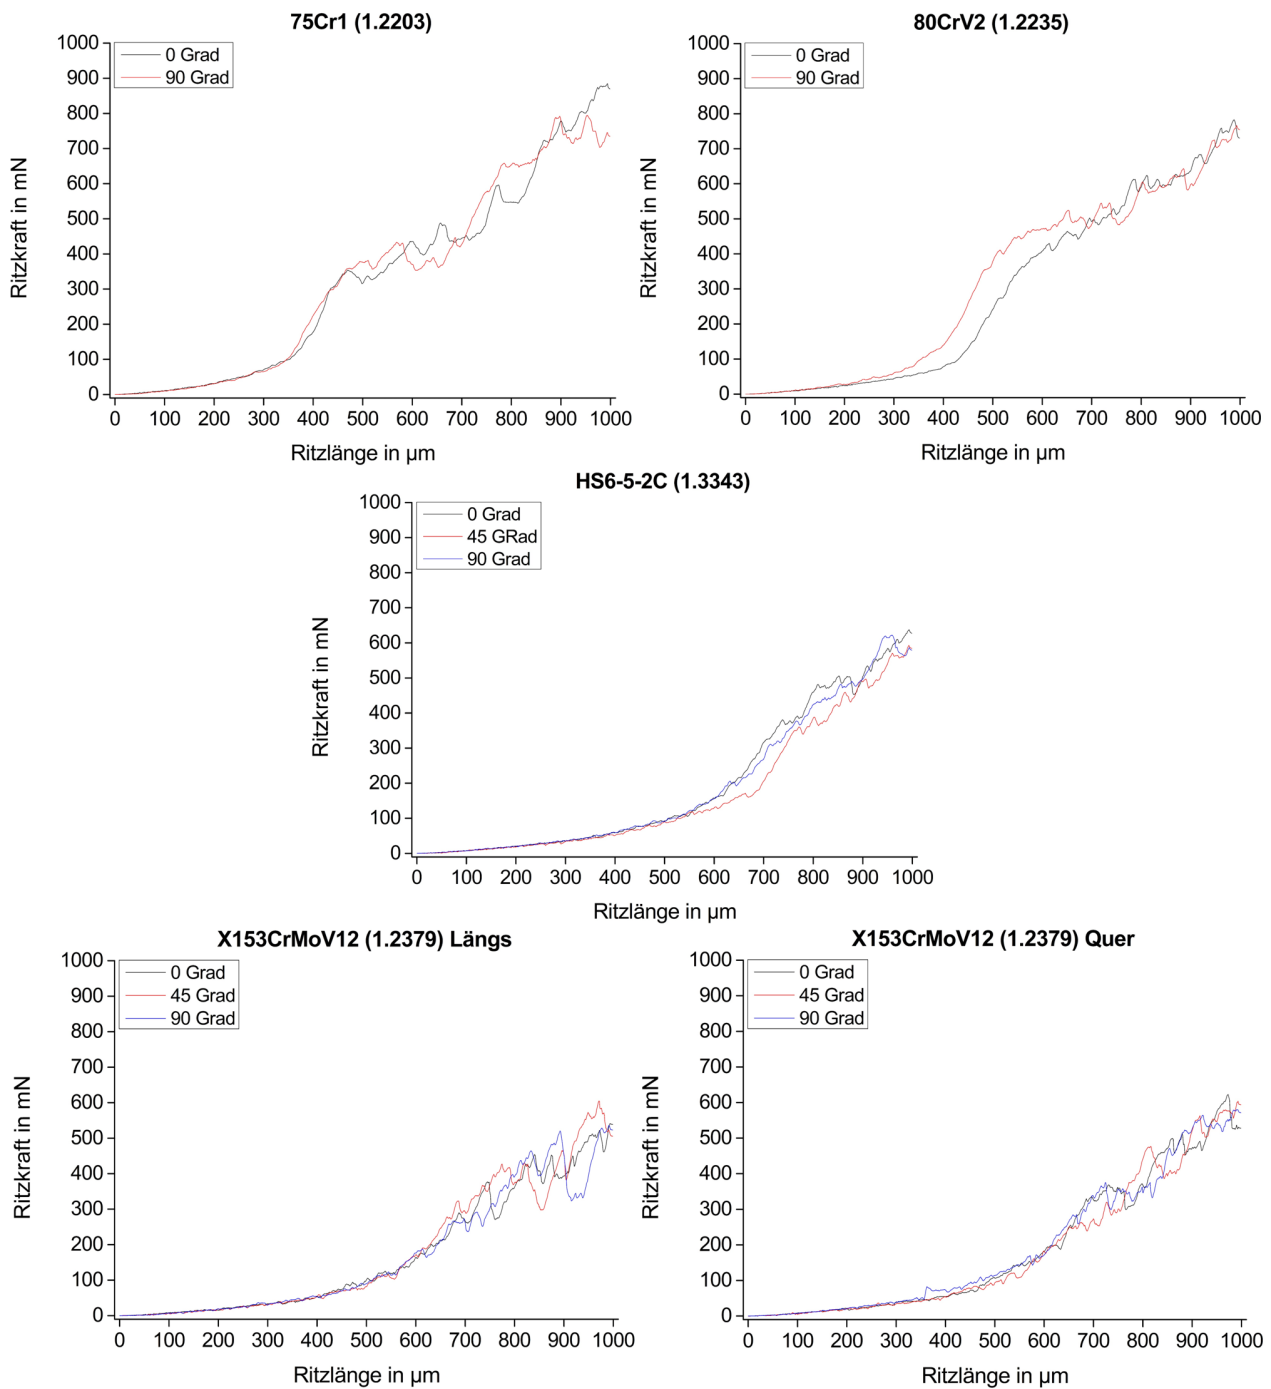 75Cr1 (1.2203)
0 Grad
90 Grad
1000
900
800
700
600
500
400
300
200
100
0
Ritzkraft in mN
0 100 200 300 400 500 600 700 800 900 1000
Ritzlänge in µm
80CrV2 (1.2235)
0 Grad
90 Grad
1000
900
800
700
600
500
400
300
200
100
0
Ritzkraft in mN
0 100 200 300 400 500 600 700 800 900 1000
Ritzlänge in µm
HS6-5-2C (1.3343)
0 Grad
45 GRad
90 Grad
1000
900
800
700
600
500
400
300
200
100
0
Ritzkraft in mN
0 100 200 300 400 500 600 700 800 900 1000
Ritzlänge in µm
X153CrMoV12 (1.2379) Längs
0 Grad
45 Grad
90 Grad
1000
900
800
700
600
500
400
300
200
100
0
Ritzkraft in mN
0 100 200 300 400 500 600 700 800 900 1000
Ritzlänge in µm
X153CrMoV12 (1.2379) Quer
0 Grad
45 Grad
90 Grad
1000
900
800
700
600
500
400
300
200
100
0
Ritzkraft in mN
0 100 200 300 400 500 600 700 800 900 1000
Ritzlänge in µm